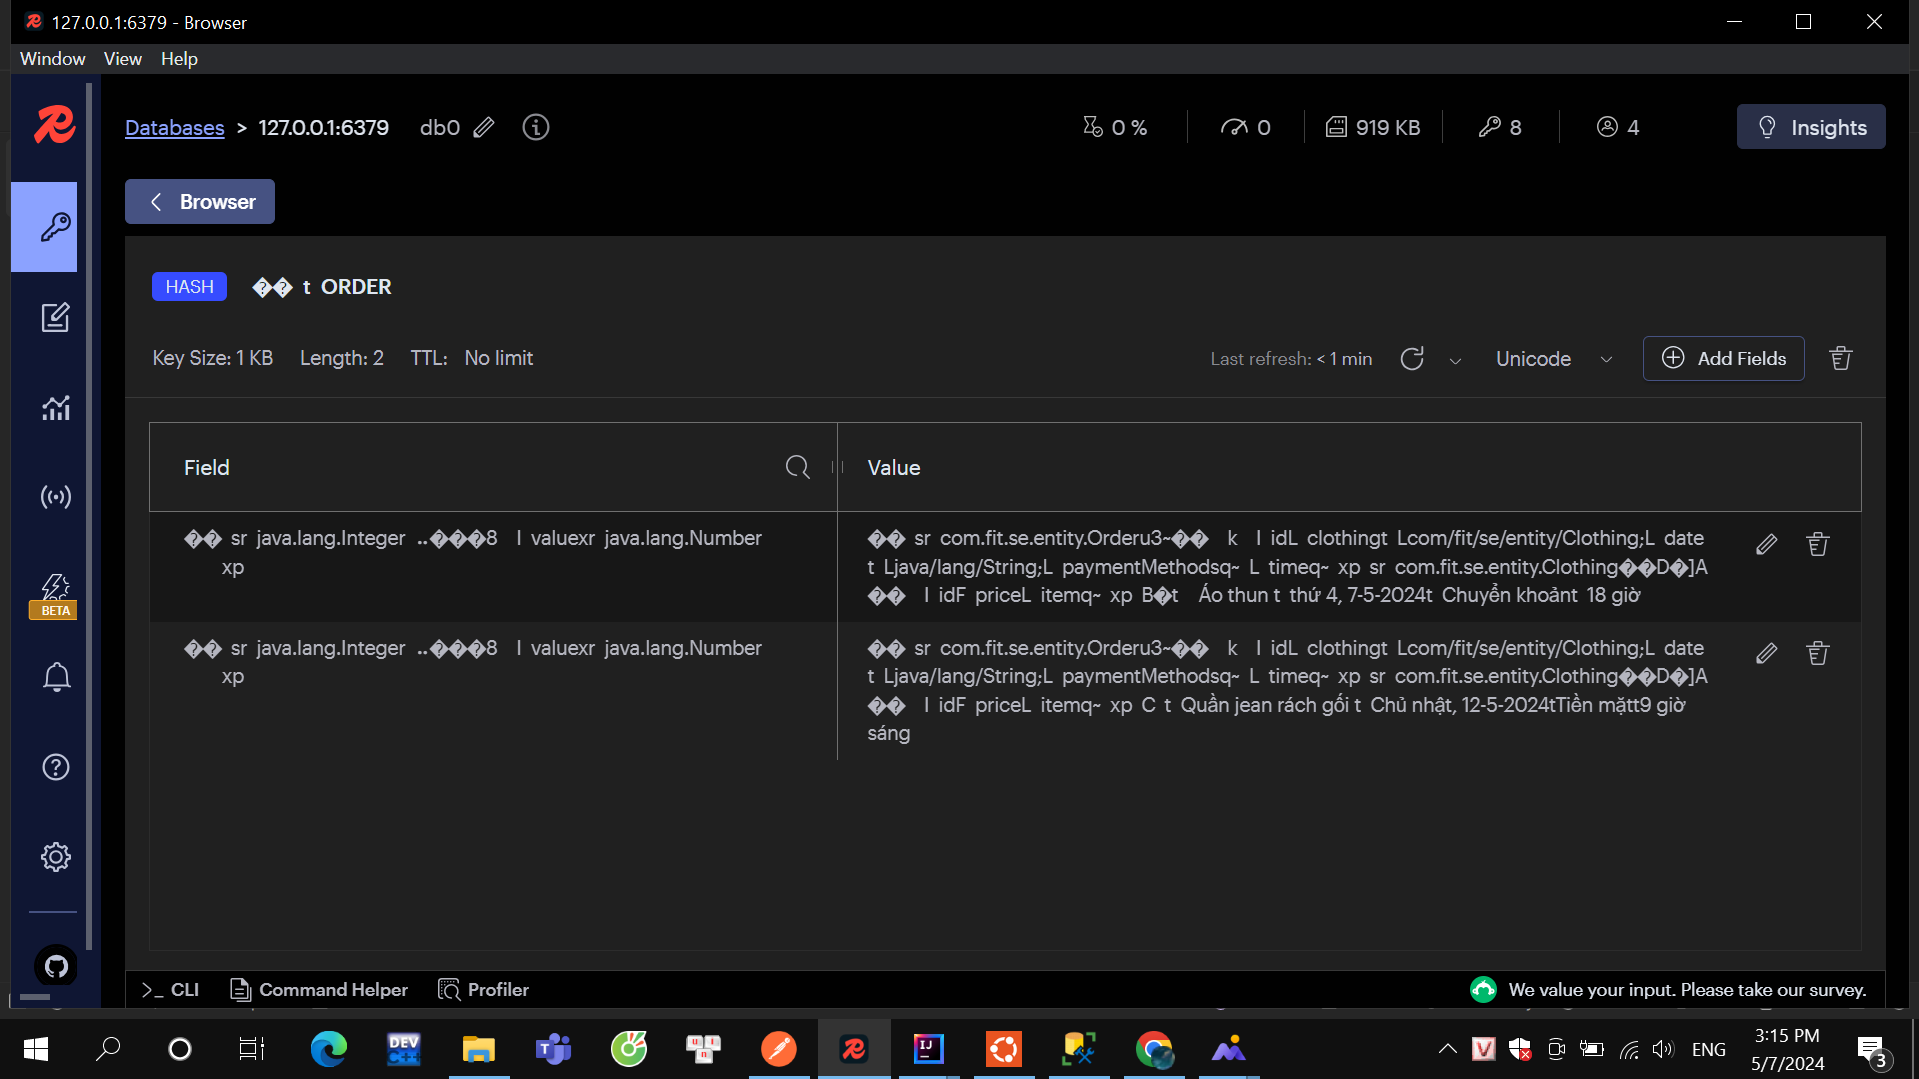 127.0.0.1:6379 - Browser
Window View Help
Databases > 127.0.0.1:6379 db0 0 % 0 919 KB 8 4 Insights
Browser
HASH �� t ORDER
Key Size: 1 KB Length: 2 TTL: No limit Last refresh: < 1 min Unicode Add Fields
Field Value
�� sr java.lang.Integer ..���8 I valuexr java.lang.Number
xp
�� sr com.fit.se.entity.Orderu3~�� k I idL clothingt Lcom/fit/se/entity/Clothing;L date
t Ljava/lang/String;L paymentMethodsq~ L timeq~ xp sr com.fit.se.entity.Clothing��D�]A
�� I idF priceL itemq~ xp B�t Áo thun t thứ 4, 7-5-2024t Chuyển khoảnt 18 giờ
�� sr java.lang.Integer ..���8 I valuexr java.lang.Number
xp
�� sr com.fit.se.entity.Orderu3~�� k I idL clothingt Lcom/fit/se/entity/Clothing;L date
t Ljava/lang/String;L paymentMethodsq~ L timeq~ xp sr com.fit.se.entity.Clothing��D�]A
�� I idF priceL itemq~ xp C t Quần jean rách gối t Chủ nhật, 12-5-2024tTiền mặtt9 giờ
sáng
BETA
>_ CLI Command Helper Profiler We value your input. Please take our survey.
DEV C++ IJ ENG 3:15 PM
5/7/2024 3